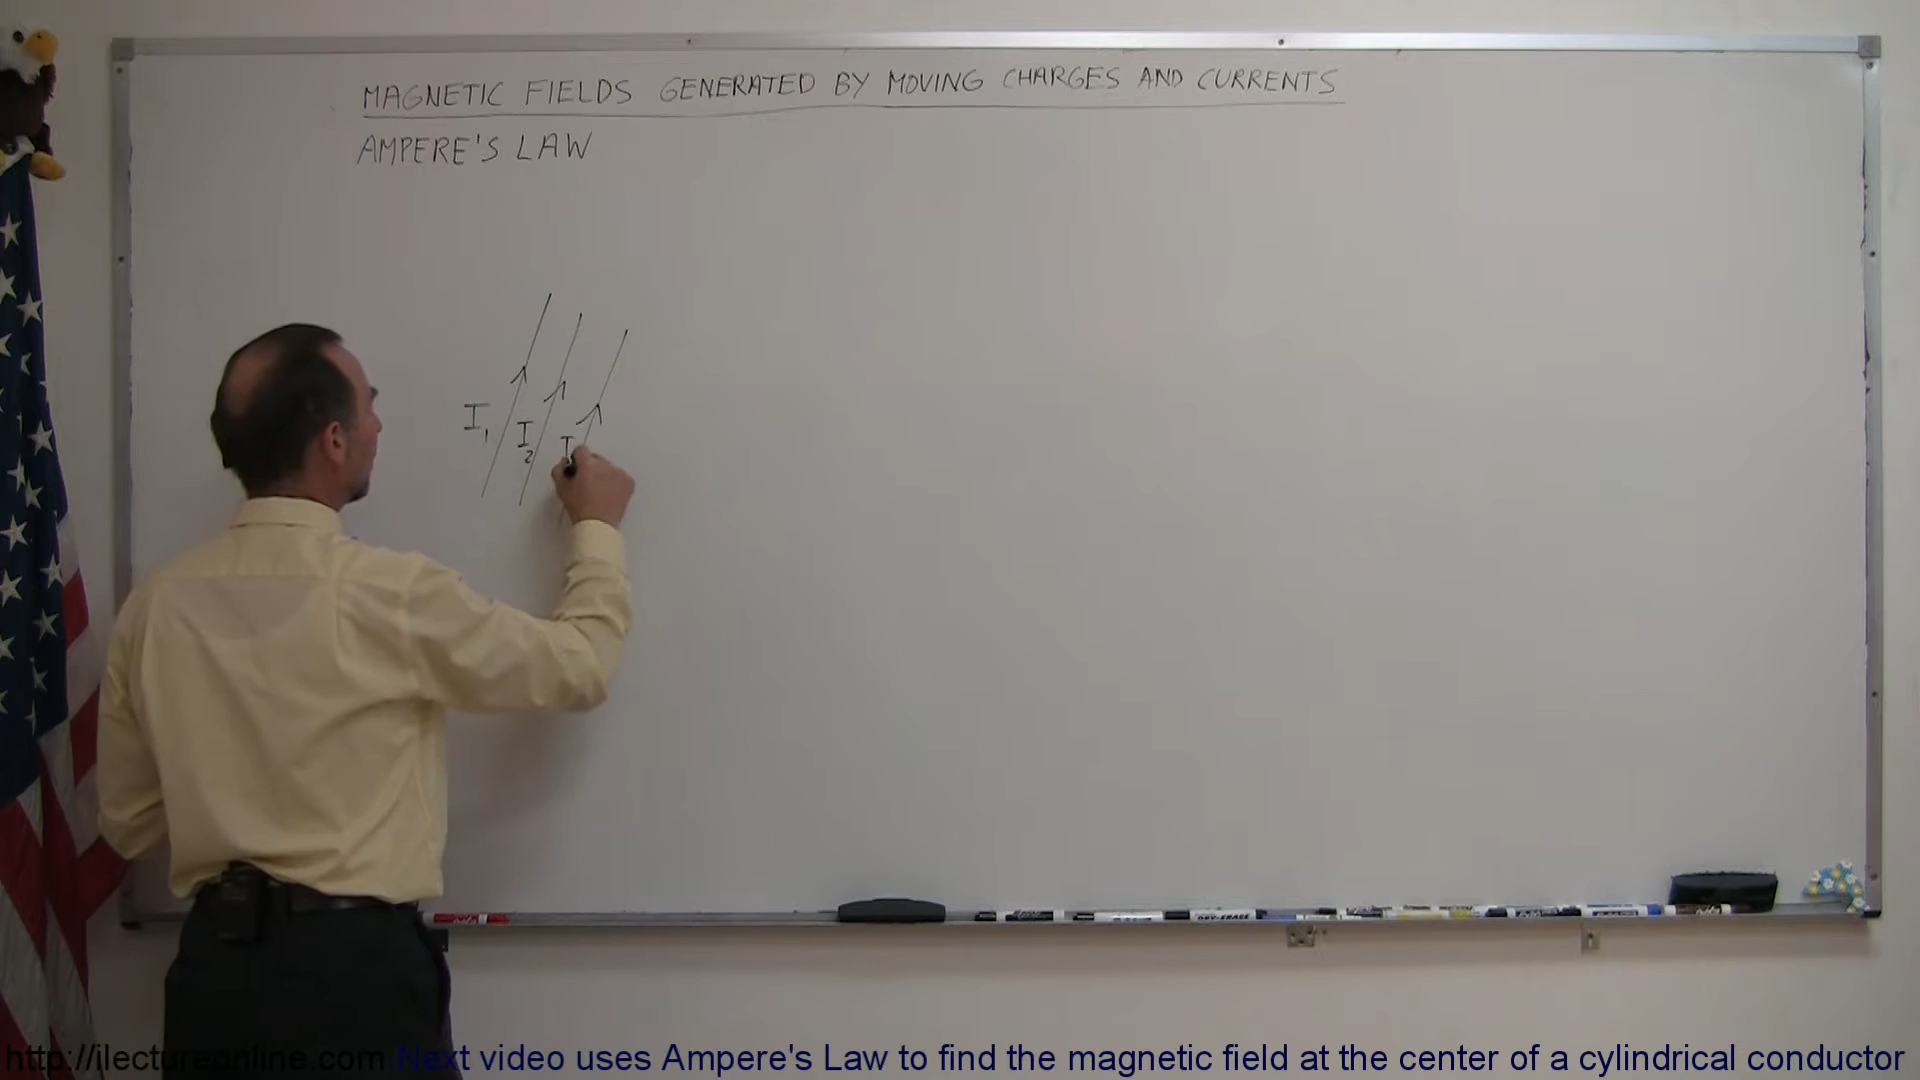 MAGNETIC FIELDS GENERATED BY MOVING CHARGES AND CURRENTS
AMPERE'S LAW
I1
I2
I
http://ilectureonline.com Next video uses Ampere's Law to find the magnetic field at the center of a cylindrical conductor